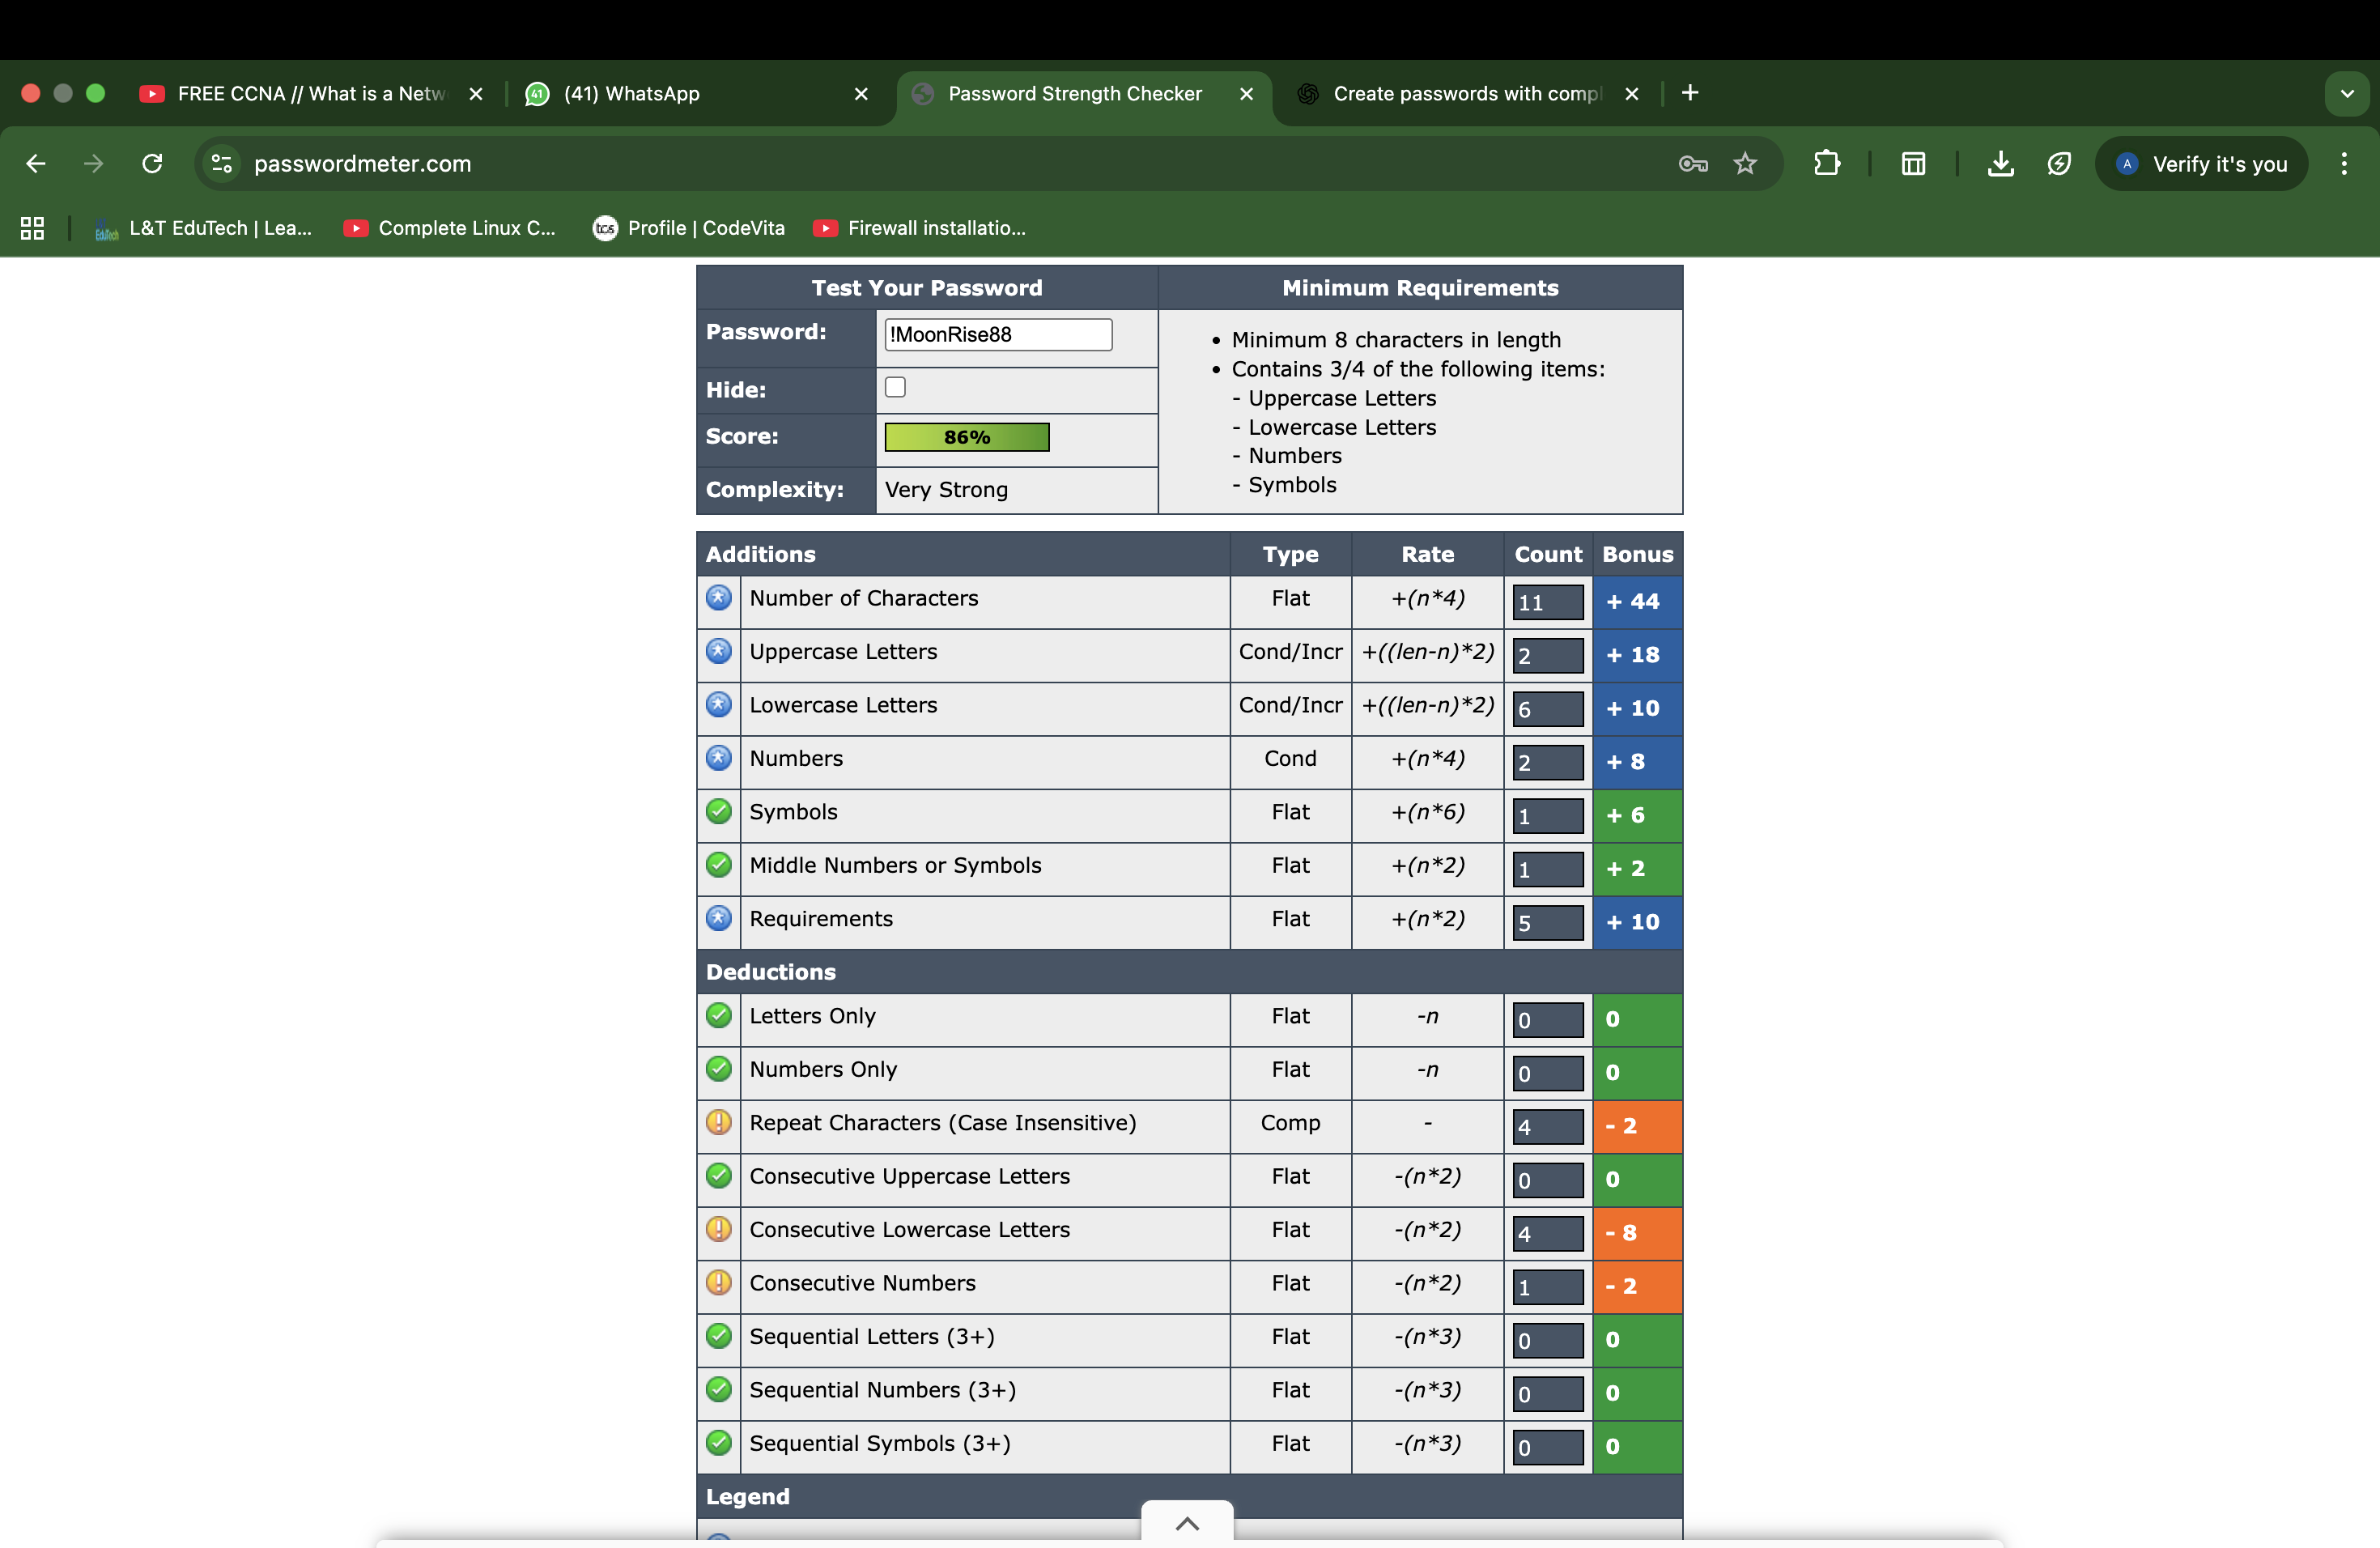 FREE CCNA // What is a Netw
41
(41) WhatsApp
Password Strength Checker
Create passwords with compl
passwordmeter.com
A
Verify it's you
EduTech
L&T EduTech | Lea...
Complete Linux C...
tcs
Profile | CodeVita
Firewall installatio...
Test Your Password
Minimum Requirements
Password:
!MoonRise88
Hide:
Score:
86%
Complexity:
Very Strong
• Minimum 8 characters in length
• Contains 3/4 of the following items:
- Uppercase Letters
- Lowercase Letters
- Numbers
- Symbols
Additions Type Rate Count Bonus
Number of Characters Flat +(n*4) 11 + 44
Uppercase Letters Cond/Incr +((len-n)*2) 2 + 18
Lowercase Letters Cond/Incr +((len-n)*2) 6 + 10
Numbers Cond +(n*4) 2 + 8
Symbols Flat +(n*6) 1 + 6
Middle Numbers or Symbols Flat +(n*2) 1 + 2
Requirements Flat +(n*2) 5 + 10
Deductions
Letters Only Flat -n 0 0
Numbers Only Flat -n 0 0
Repeat Characters (Case Insensitive) Comp - 4 - 2
Consecutive Uppercase Letters Flat -(n*2) 0 0
Consecutive Lowercase Letters Flat -(n*2) 4 - 8
Consecutive Numbers Flat -(n*2) 1 - 2
Sequential Letters (3+) Flat -(n*3) 0 0
Sequential Numbers (3+) Flat -(n*3) 0 0
Sequential Symbols (3+) Flat -(n*3) 0 0
Legend